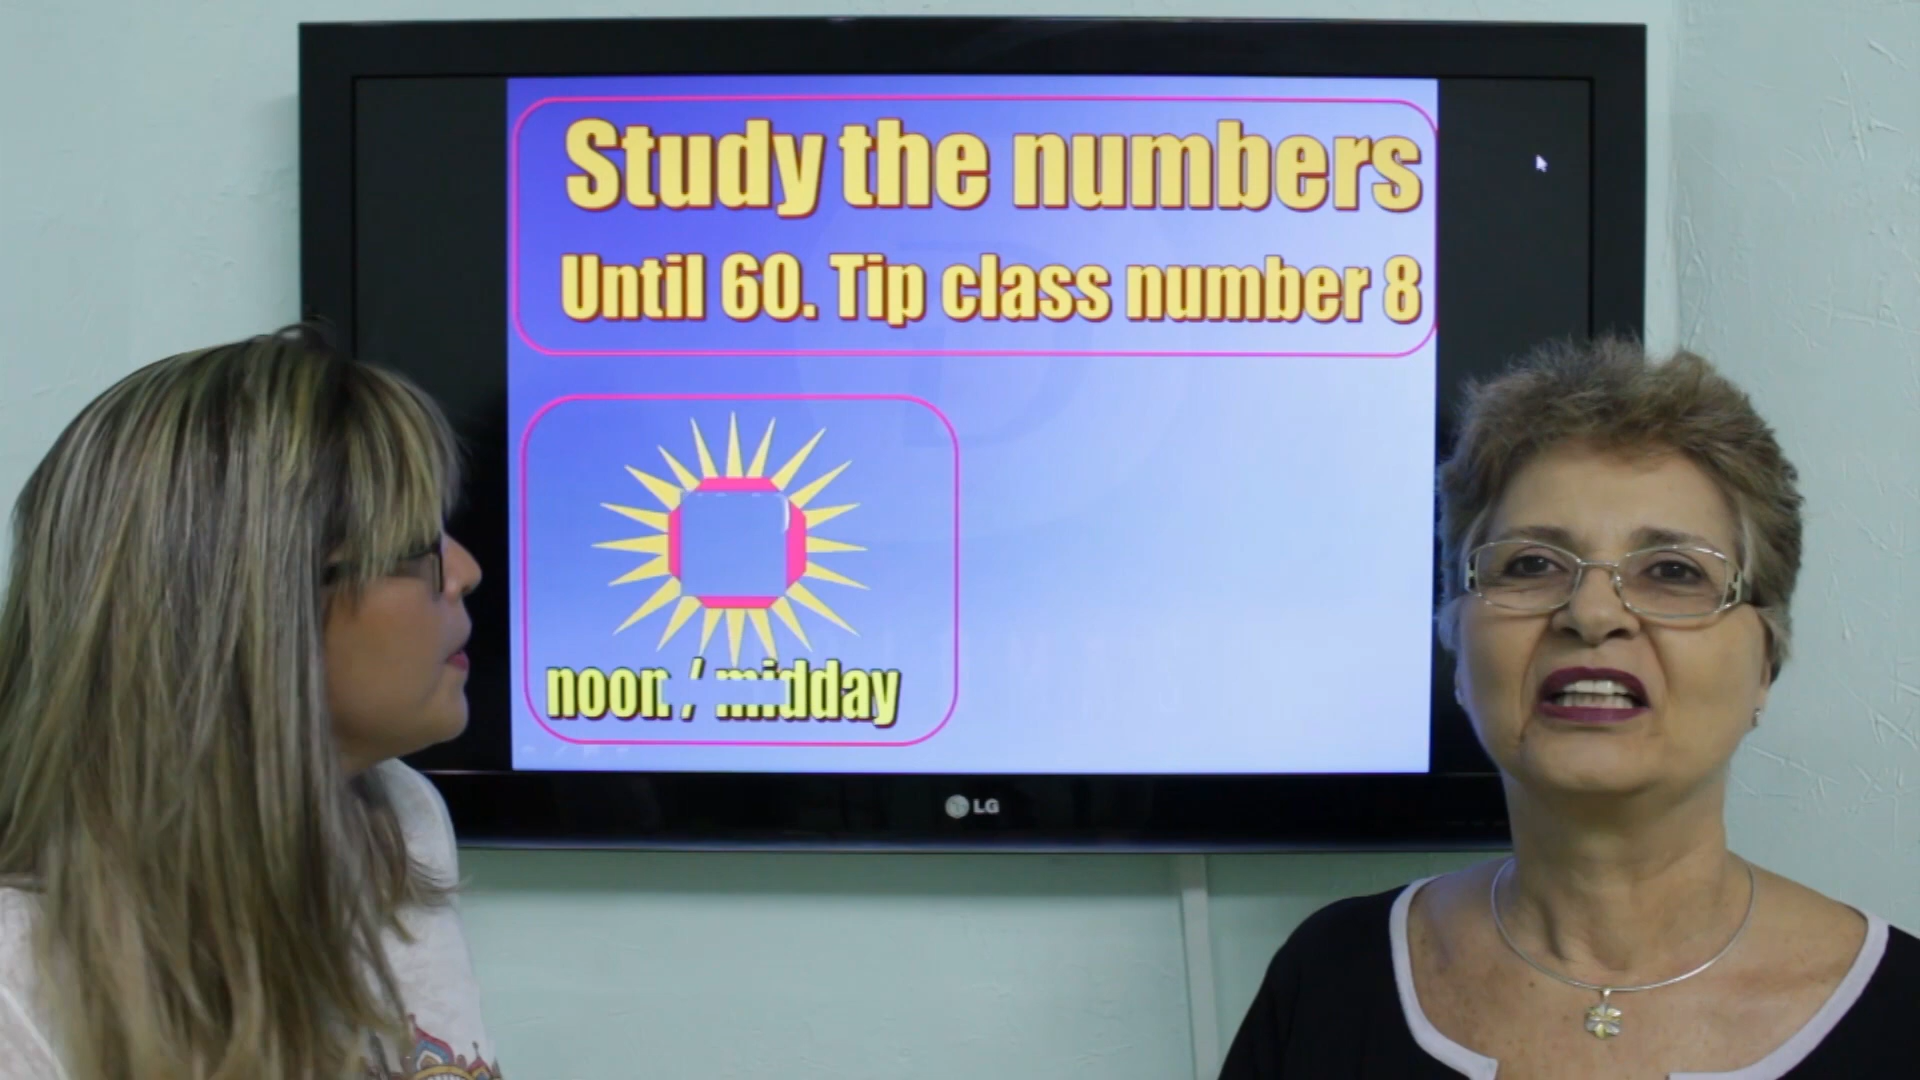 Study the numbers
Until 60. Tip class number 8
noon / midday
LG